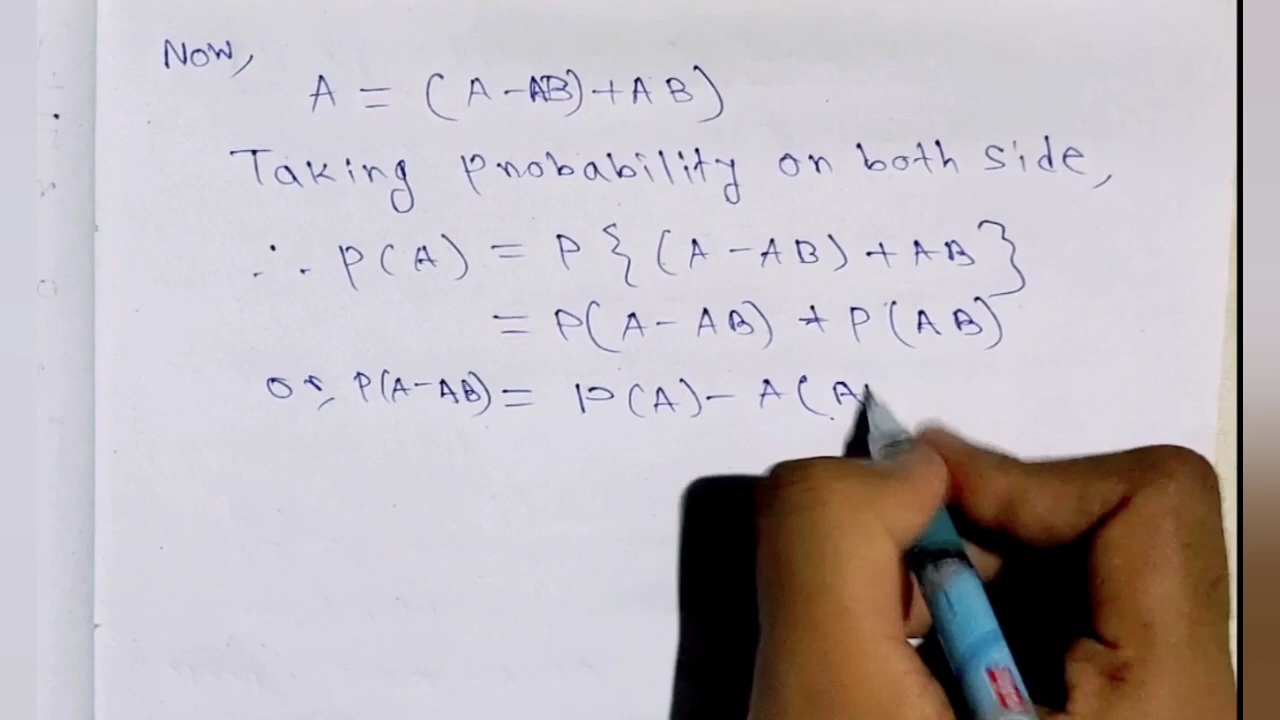 Now,
A = (A-AB)+AB)
Taking probability on both side,
∴ P(A) = P{(A-AB)+AB}
= P(A-AB) + P(AB)
or, P(A-AB) = P(A)- A(A